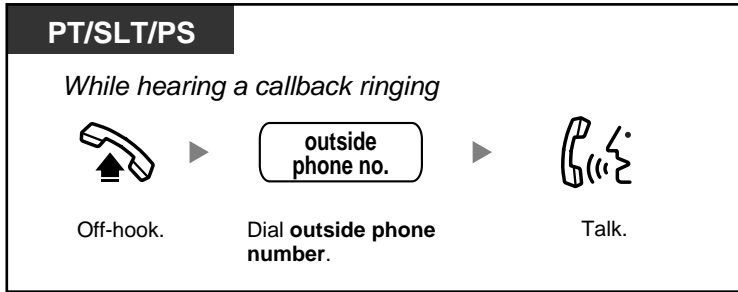 PT/SLT/PS
While hearing a callback ringing
outside
phone no.
Off-hook.
Dial outside phone
number.
Talk.